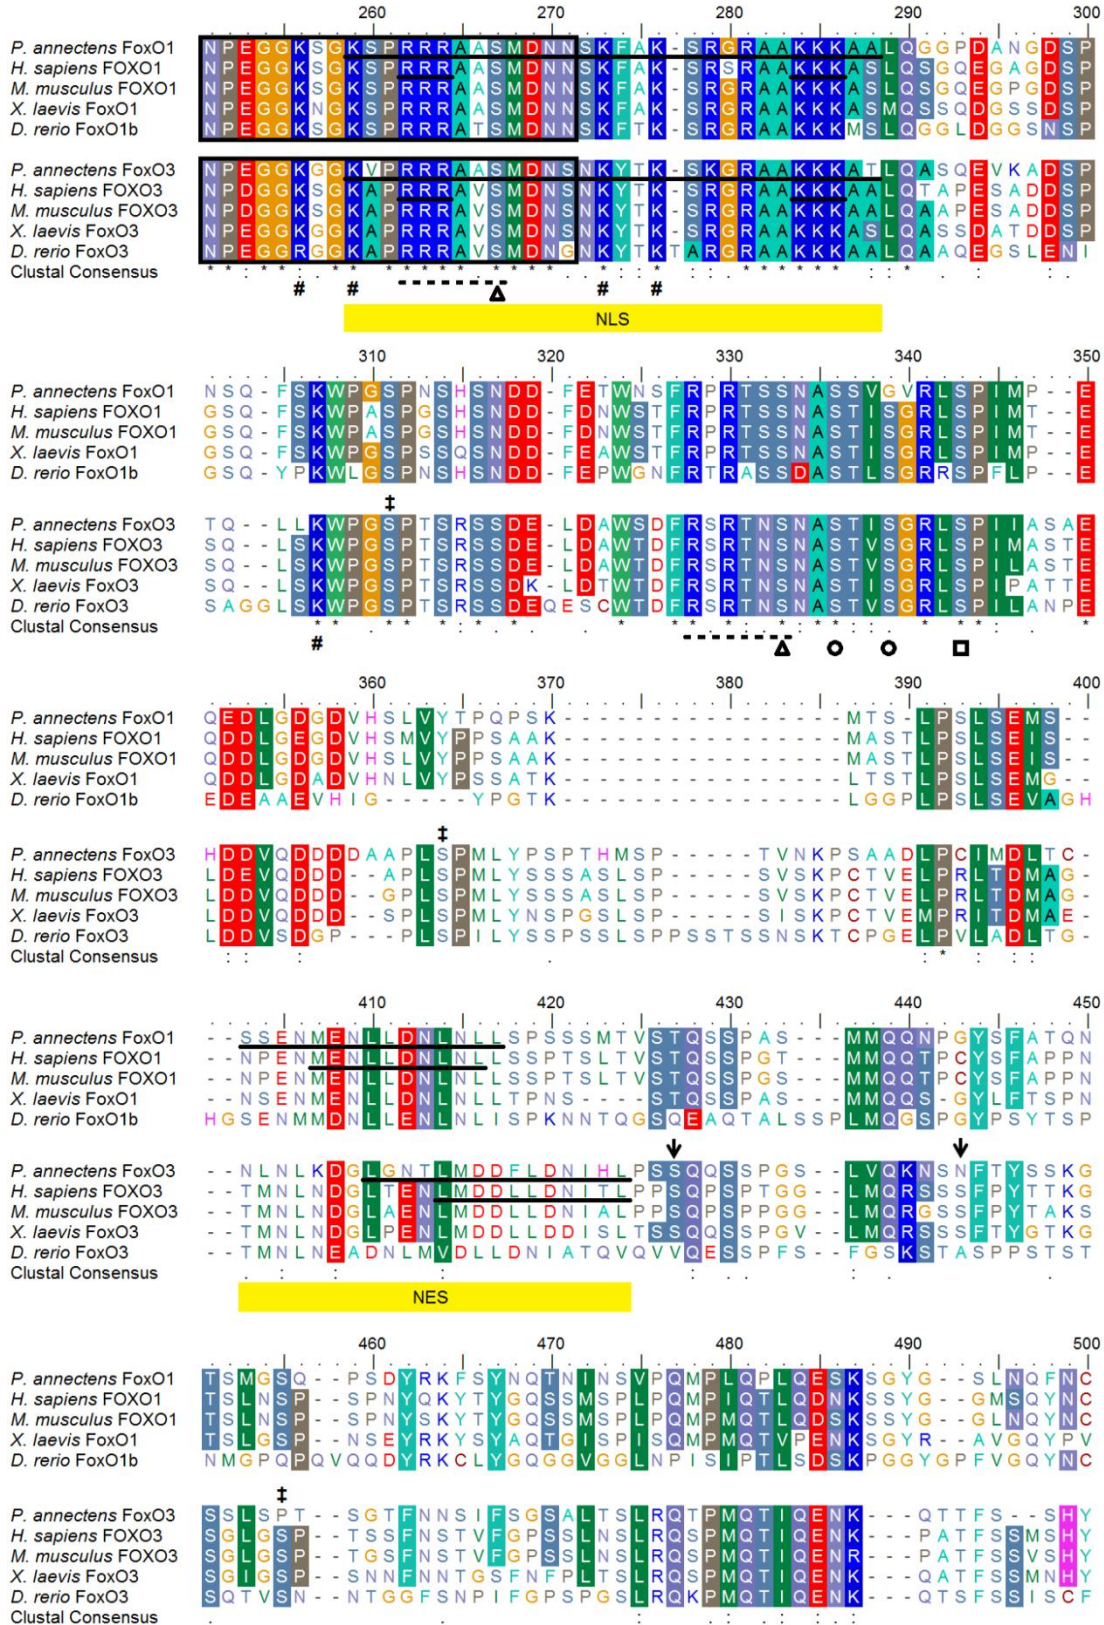 260 270 280 290 300
P. annectens FoxO1 NPEGGKSGKSPRRRAASMDNNSKFAK-SRGRAAKKKAALQGGPDANGDSP
H. sapiens FOXO1 NPEGGKSGKSPRRRAASMDNNSKFAK-SRSRAAKKKASLQSGQEGAGDSP
M. musculus FOXO1 NPEGGKSGKSPRRRAASMDNNSKFAK-SRGRAAKKKASLQSGQEGPGDSP
X. laevis FoxO1 NPEGGKNGKSPRRRAASMDNNSKFAK-SRGRAAKKKASMQSSQDGSSDSP
D. rerio FoxO1b NPEGGKSGKSPRRRATSMDNNSKFTK-SRGRAAKKKMSLQGGLDGGSNSP
P. annectens FoxO3 NPEGGKGGKVPRRRAASMDNSNKYTK-SRGRAAKKKATLQASQEVKADSP
H. sapiens FOXO3 NPDGGKSGKAPRRRAVSMDNSNKYTK-SRGRAAKKKAALQTAPESADDSP
M. musculus FOXO3 NPDGGKSGKAPRRRAVSMDNSNKYTK-SRGRAAKKKAALQAAPESADDSP
X. laevis FoxO3 NPEGGKGGKAPRRRAVSMDNSNKYTK-SRGRAAKKKASLQASSDATDDSP
D. rerio FoxO3 NPEGGRGGKAPRRRAVSMDNGNKYTKTARGRAAKKKAALQAAQEGSLENI
Clustal Consensus
# # # #
NLS
310 320 330 340 350
P. annectens FoxO1 NSQ-FSKWPGSPNSHSNDD-FETWNSFRPRTSSNASSVGVRLSPIMP--E
H. sapiens FOXO1 GSQ-FSKWPASPGSHSNDD-FDNWSTFRPRTSSNASTISGRLSPIMT--E
M. musculus FOXO1 GSQ-FSKWPASPGSHSNDD-FDNWSTFRPRTSSNASTISGRLSPIMT--E
X. laevis FoxO1 GSQ-FSKWPGSPSSQSNDD-FEAWSTFRPRTSSNASTISGRLSPIMP--E
D. rerio FoxO1b GSQ-YPKWLGSPNSHSNDD-FEPWGNFRTRASSDASTLSGRRSPFLP--E
‡
P. annectens FoxO3 TQ--LLKWPGSPTSRSSDE-LDAWSDFRSRTNSNASTISGRLSPIIASAE
H. sapiens FOXO3 SQ--LSKWPGSPTSRSSDE-LDAWTDFRSRTNSNASTVSGRLSPIMASTE
M. musculus FOXO3 SQ--LSKWPGSPTSRSSDE-LDAWTDFRSRTNSNASTVSGRLSPIMASTE
X. laevis FoxO3 SQ--LSKWPGSPTSRSSDK-LDTWTDFRSRTNSNASTISGRLSPIPATTE
D. rerio FoxO3 SAGGLSKWPGSPTSRSSDEQESCWTDFRSRTNSNASTVSGRLSPILANPE
Clustal Consensus
#
360 370 380 390 400
P. annectens FoxO1 QEDLGDGDVHSLVYTPQPSK----------------MTS-LPSLSEMS--
H. sapiens FOXO1 QDDLGEGDVHSMVYPPSAAK----------------MASTLPSLSEIS--
M. musculus FOXO1 QDDLGDGDVHSLVYPPSAAK----------------MASTLPSLSEIS--
X. laevis FoxO1 QDDLGDADVHNLVYPSSATK----------------LTSTLPSLSEMG--
D. rerio FoxO1b EDEAAEVHIG-----YPGTK----------------LGGPLPSLSEVAGH
‡
P. annectens FoxO3 HDDVQDDDDAAPLSPMLYPSSPTHMSP-----TVNKPSAADLPCIMDLTC-
H. sapiens FOXO3 LDEVQDDD--APLSPMLYSSSASLSP-----SVSKPCTVELPRLTDMAG-
M. musculus FOXO3 LDDVQDDD--GPLSPMLYSSSASLSP-----SVSKPCTVELPRLTDMAG-
X. laevis FoxO3 LDDVQDDD--SPLSPMLYNSPGSLSP-----SISKPCTVEMPRITDMAE-
D. rerio FoxO3 LDDVSDGP---PLSPILYSSPSSLSPPSSTSSNSKTCPGELPVLADLTG-
Clustal Consensus
410 420 430 440 450
P. annectens FoxO1 --SSENMENLLDNLNLLSPSSSMTVSTQSSPAS---MMQQNPGYSFATQN
H. sapiens FOXO1 --NPENMENLLDNLNLLSSPTSLTVSTQSSPGT---MMQQTPCYSFAPPN
M. musculus FOXO1 --NPENMENLLDNLNLLSSPTSLTVSTQSSPGS---MMQQTPCYSFAPPN
X. laevis FoxO1 --NSENMENLLDNLNLLTPNS----STQSSPAS---MMQQS-GYLFTSPN
D. rerio FoxO1b HGSENMMDNLLENLNLISPKNNTQGSQEAQTALSSPLMQGSPGYPSYTSP
P. annectens FoxO3 --NLNLKDGLGNTLMDDFLDNIHLPSSQQSSPGS--LVQKNSNFTYSSKG
H. sapiens FOXO3 --TMNLNDGLTENLMDDLLDNITLPPSQPSPTGG--LMQRSSSFPYTTKG
M. musculus FOXO3 --TMNLNDGLAENLMDDLLDNIALPPSQPSPPGG--LMQRGSSFPYTAKS
X. laevis FoxO3 --TMNLNDGLPENLMDDLLDDISLTSSQQSSPGV--LMQRSSSFTYGTKG
D. rerio FoxO3 --TMNLNEADNLMVDLLDNIATQVQVVQESSPFS--FGSKSTASPPSTST
Clustal Consensus
NES
460 470 480 490 500
P. annectens FoxO1 TSMGSQ--PSDYRKFSYNQTNINSVPQMPLQPLQESKSGYG--SLNQFNC
H. sapiens FOXO1 TSLNSP--SPNYQKYTYGQSSMSPLPQMPIQTLQDNKSSYG--GMSQYNC
M. musculus FOXO1 TSLNSP--SPNYSKYTYGQSSMSPLPQMPMQTLQDSKSSYG--GLNQYNC
X. laevis FoxO1 TSLGSP--NSEYRKYSYAQTGISPISQMPMQTVPENKSGYR--AVGQYPV
D. rerio FoxO1b NMGPQPQVQQDYRKCLYGQGGVGGLNPISIPTLSDSKPGGYGPFVGQYNC
‡
P. annectens FoxO3 SSLSPT--SGTFNNSIFSGSALTSLRQTPMQTIQENK---QTTFS--SHY
H. sapiens FOXO3 SGLGSP--TSSFNSTVFGPSSLNSLRQSPMQTIQENK---PATFSSMSHY
M. musculus FOXO3 SGLGSP--TGSFNSTVFGPSSLNSLRQSPMQTIQENR---PATFSSVSHY
X. laevis FoxO3 SGIGSP--SNNFNNTGSFNFPLTSLRQSPMQTIQENK---QATFSSMNHY
D. rerio FoxO3 SQTVSN--NTGGFSNPIFGPSPGSLRQKPMQTIQENK---QTSFSSISCF
Clustal Consensus